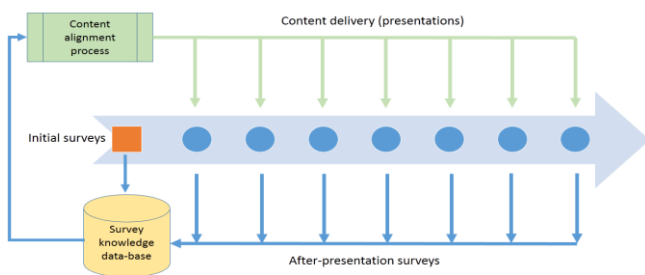 Content
alignment
process
Content delivery (presentations)
Initial surveys
Survey
knowledge
data-base
After-presentation surveys